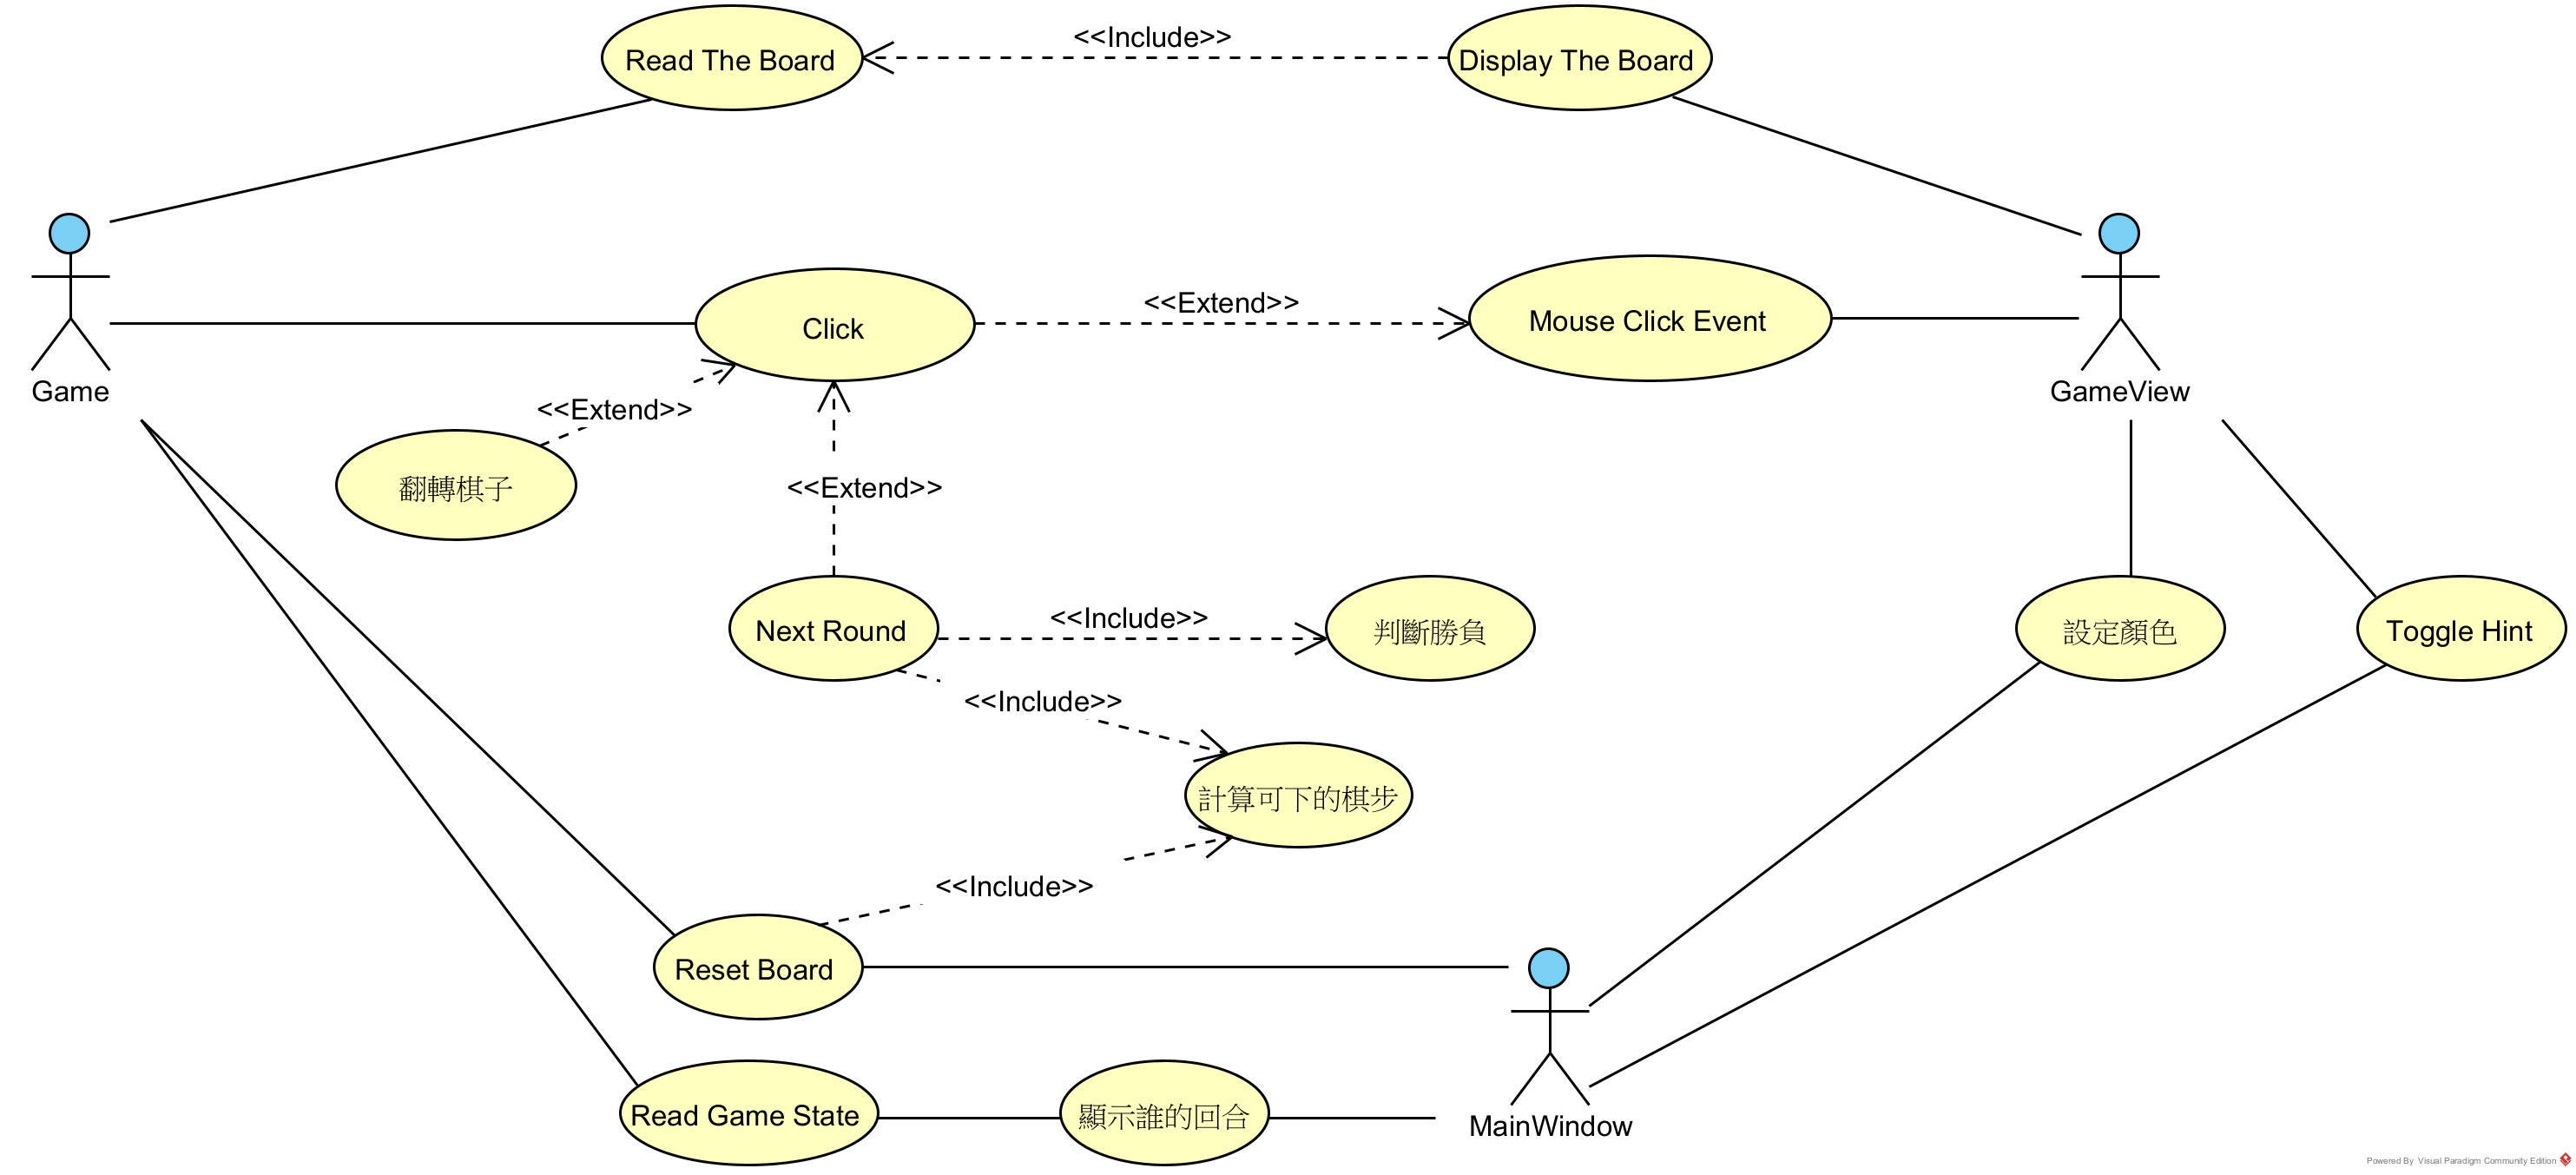 <<Include>>
Read The Board
Display The Board
<<Extend>>
Click
Mouse Click Event
Game
GameView
<<Extend>>
翻轉棋子
<<Extend>>
Next Round
<<Include>>
判斷勝負
設定顏色
Toggle Hint
<<Include>>
計算可下的棋步
<<Include>>
Reset Board
Read Game State
顯示誰的回合
MainWindow
Powered By Visual Paradigm Community Edition